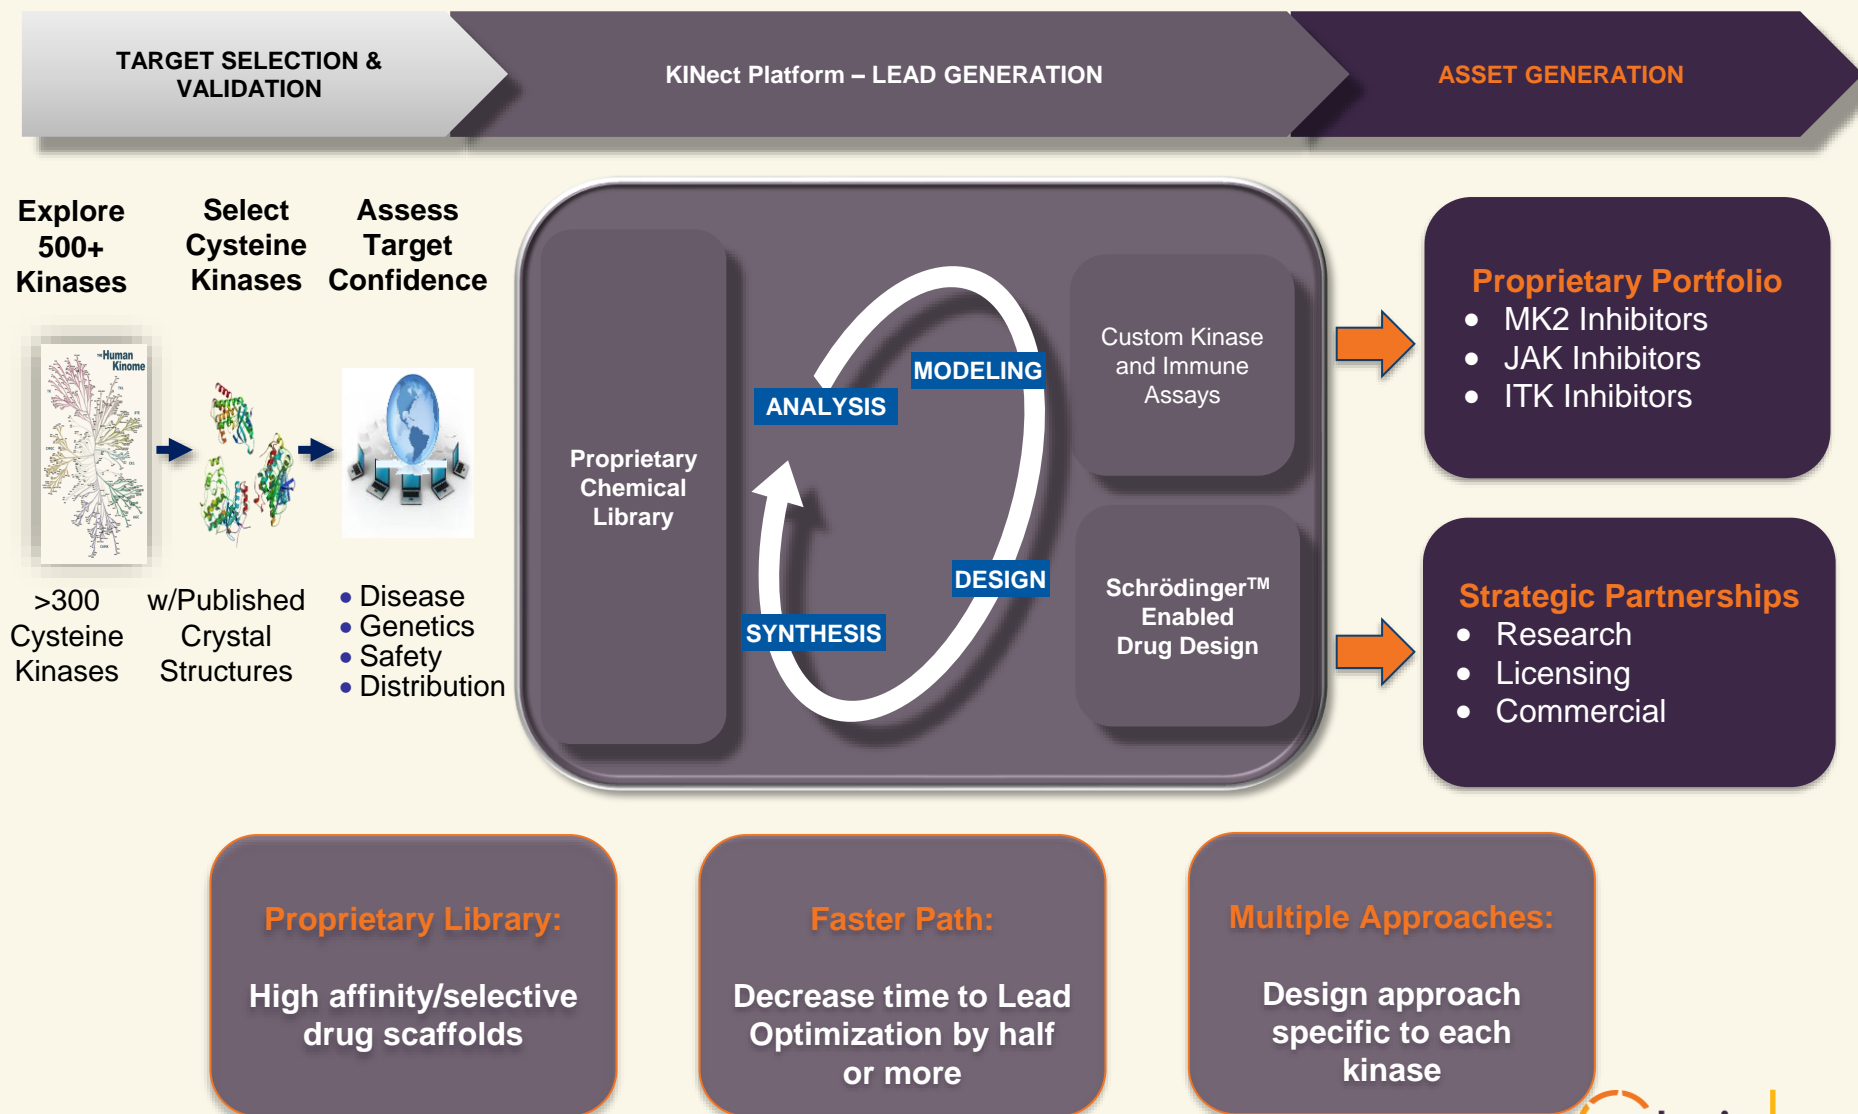 TARGET SELECTION &
VALIDATION
KINect Platform – LEAD GENERATION
ASSET GENERATION
Explore
500+
Kinases
Select
Cysteine
Kinases
Assess
Target
Confidence
THE Human
Kinome
>300
Cysteine
Kinases
w/Published
Crystal
Structures
• Disease
• Genetics
• Safety
• Distribution
Proprietary
Chemical
Library
ANALYSIS
MODELING
DESIGN
SYNTHESIS
Custom Kinase
and Immune
Assays
Schrödinger™
Enabled
Drug Design
Proprietary Portfolio
• MK2 Inhibitors
• JAK Inhibitors
• ITK Inhibitors
Strategic Partnerships
• Research
• Licensing
• Commercial
Proprietary Library:
High affinity/selective
drug scaffolds
Faster Path:
Decrease time to Lead
Optimization by half
or more
Multiple Approaches:
Design approach
specific to each
kinase